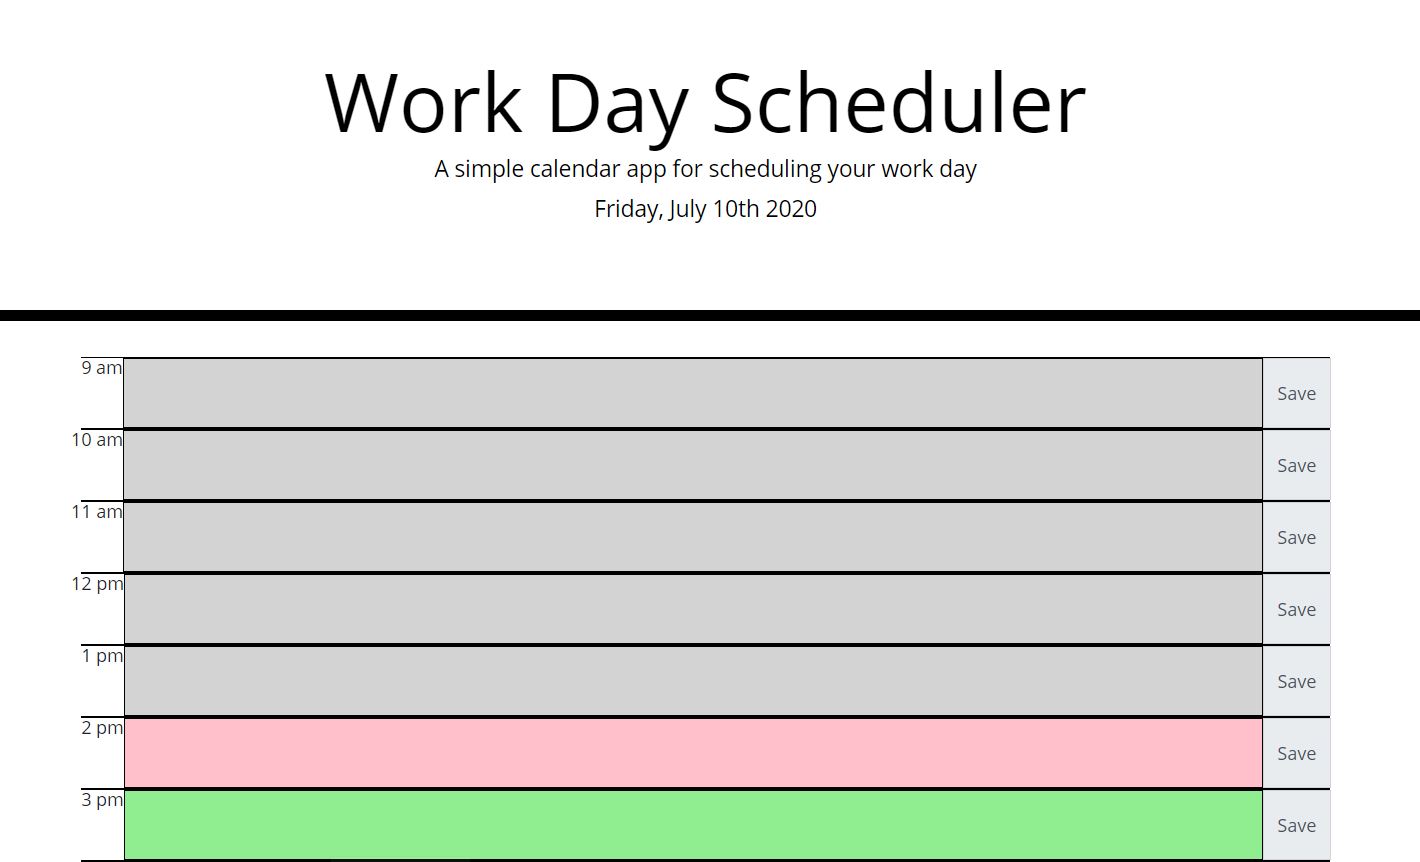 Work Day Scheduler
A simple calendar app for scheduling your work day
Friday, July 10th 2020
9 am Save
10 am Save
11 am Save
12 pm Save
1 pm Save
2 pm Save
3 pm Save